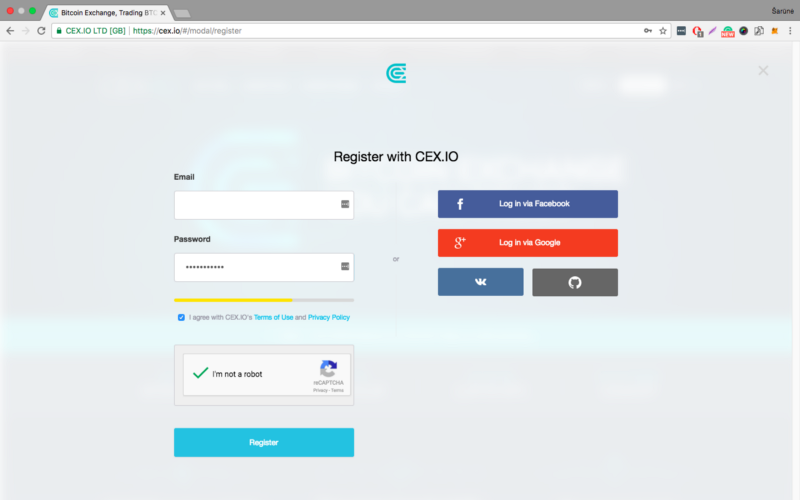 Bitcoin Exchange, Trading BTC
Šarūnė
CEX.IO LTD [GB] https://cex.io/#/modal/register
NEW
Register with CEX.IO
Email
Password
I agree with CEX.IO's Terms of Use and Privacy Policy
I'm not a robot
reCAPTCHA
Privacy - Terms
Register
or
Log in via Facebook
Log in via Google